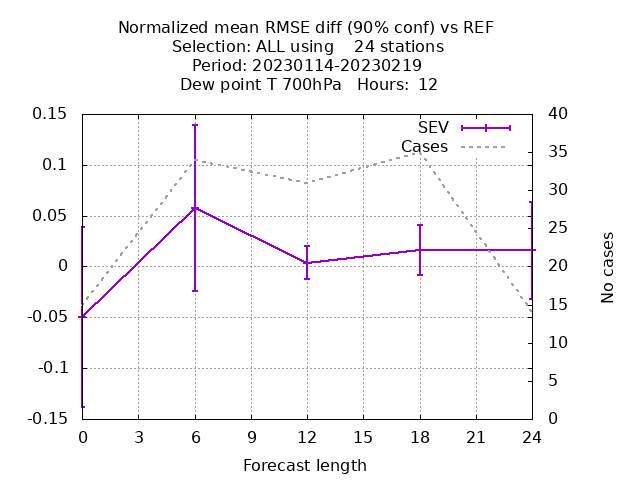 Normalized mean RMSE diff (90% conf) vs REF
Selection: ALL using    24 stations
Period: 20230114-20230219
Dew point T 700hPa   Hours:  12
SEV
Cases
0.15
0.1
0.05
0
-0.05
-0.1
-0.15
40
35
30
25
20
15
10
5
0
No cases
0 3 6 9 12 15 18 21 24
Forecast length